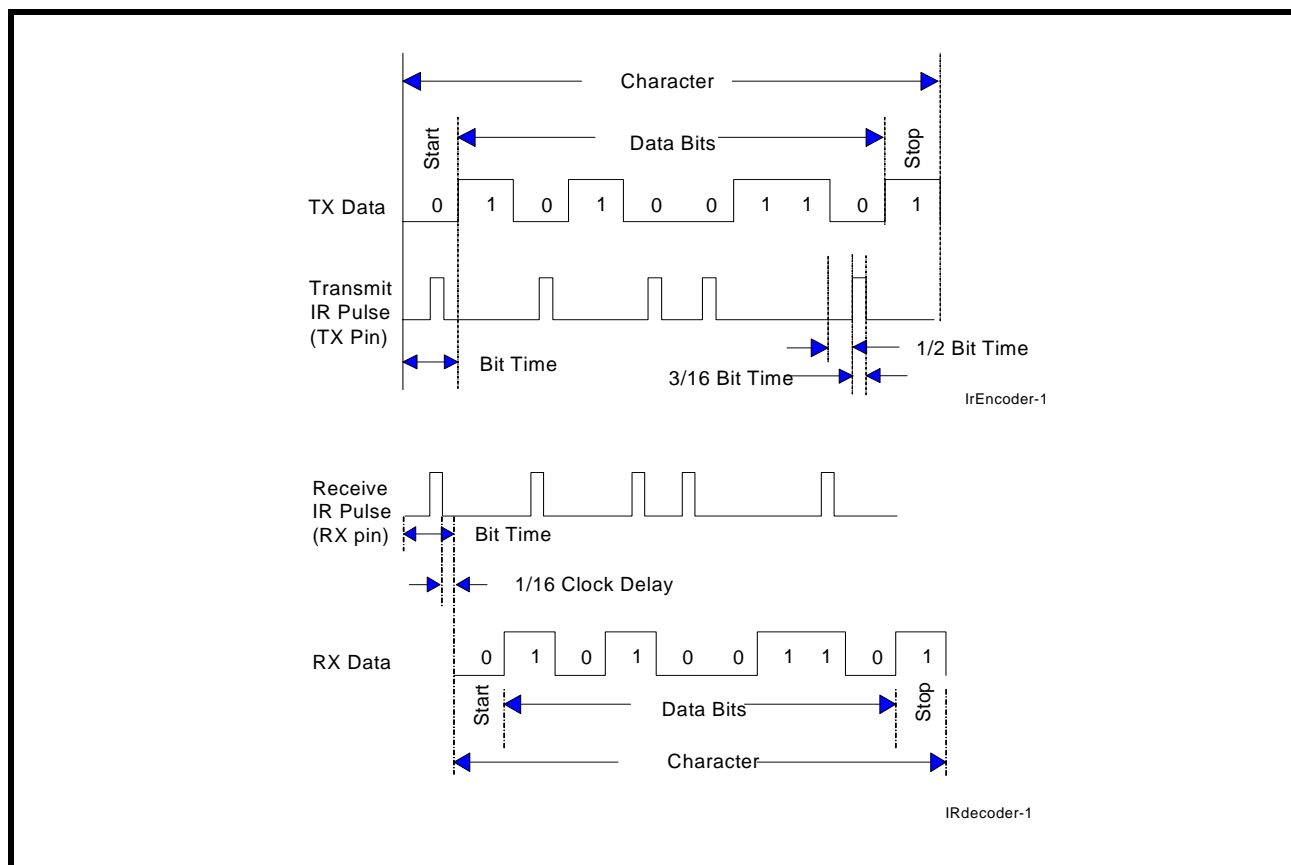 Character
Start
Data Bits
Stop
TX Data
0 1 0 1 0 0 1 1 0 1
Transmit
IR Pulse
(TX Pin)
Bit Time
1/2 Bit Time
3/16 Bit Time
IrEncoder-1
Receive
IR Pulse
(RX pin)
Bit Time
1/16 Clock Delay
RX Data
0 1 0 1 0 0 1 1 0 1
Start
Data Bits
Stop
Character
IRdecoder-1